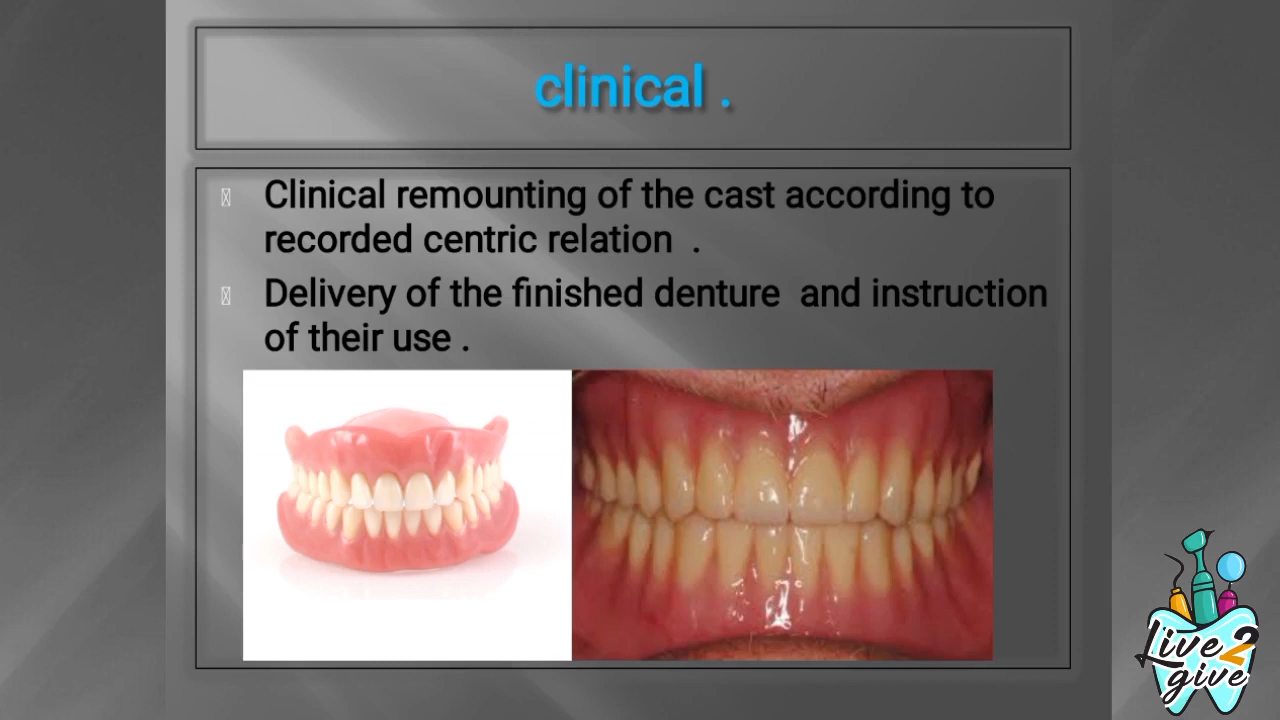 clinical .
Clinical remounting of the cast according to
recorded centric relation  .
Delivery of the finished denture  and instruction
of their use .
Live2
give